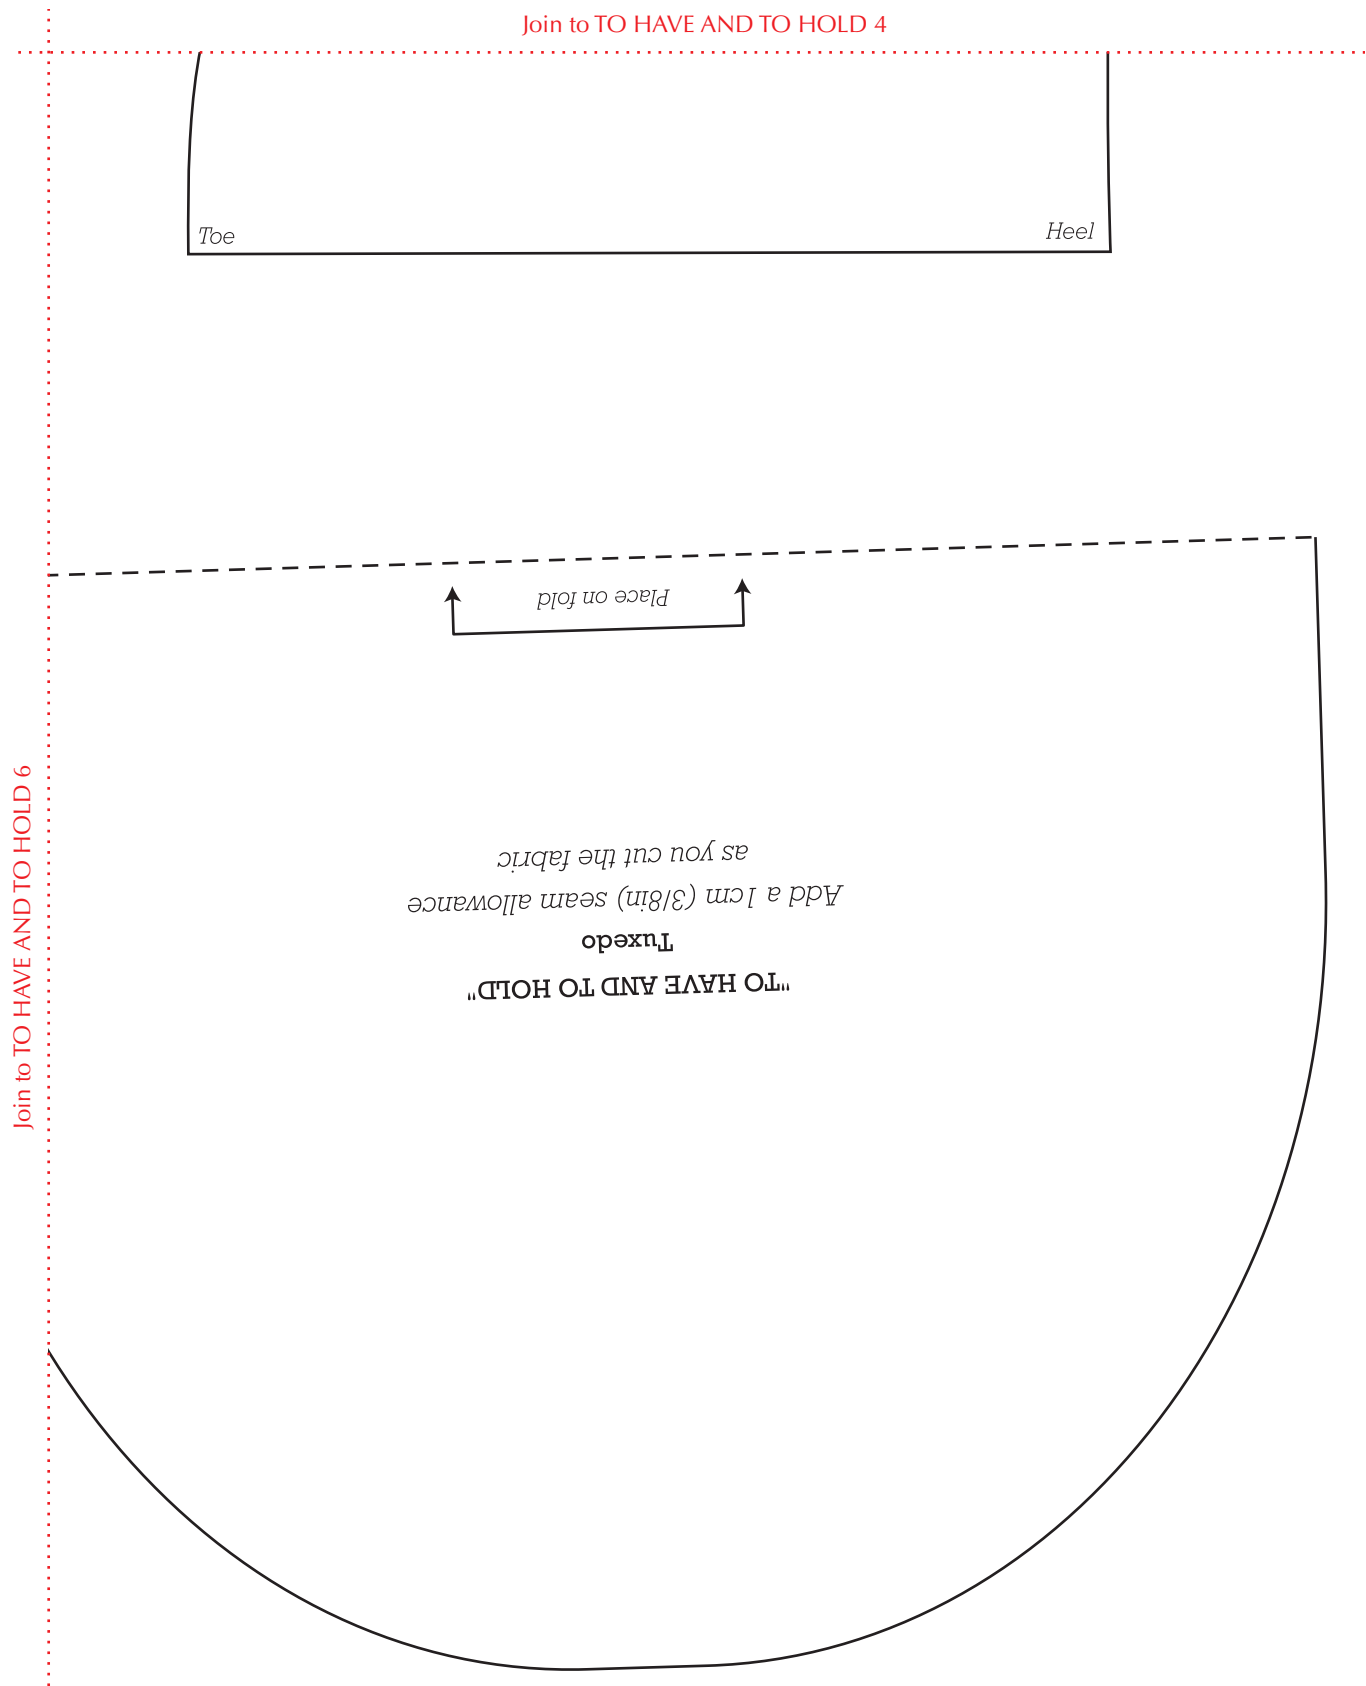 Join to TO HAVE AND TO HOLD 4
Toe
Heel
Place on fold
"TO HAVE AND TO HOLD"
Tuxedo
Add a 1cm (3/8in) seam allowance
as you cut the fabric
Join to TO HAVE AND TO HOLD 6